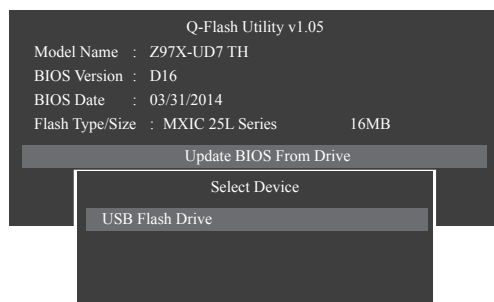 Q-Flash Utility v1.05
Model Name : Z97X-UD7 TH
BIOS Version : D16
BIOS Date : 03/31/2014
Flash Type/Size : MXIC 25L Series 16MB
Update BIOS From Drive
Select Device
USB Flash Drive